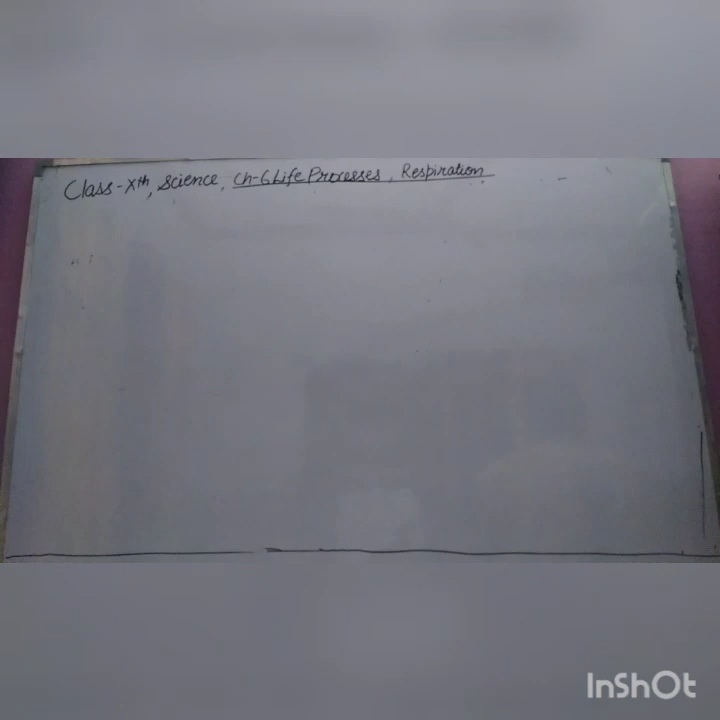 Class-Xth, Science, Ch-6 Life Processes, Respiration
InShOt